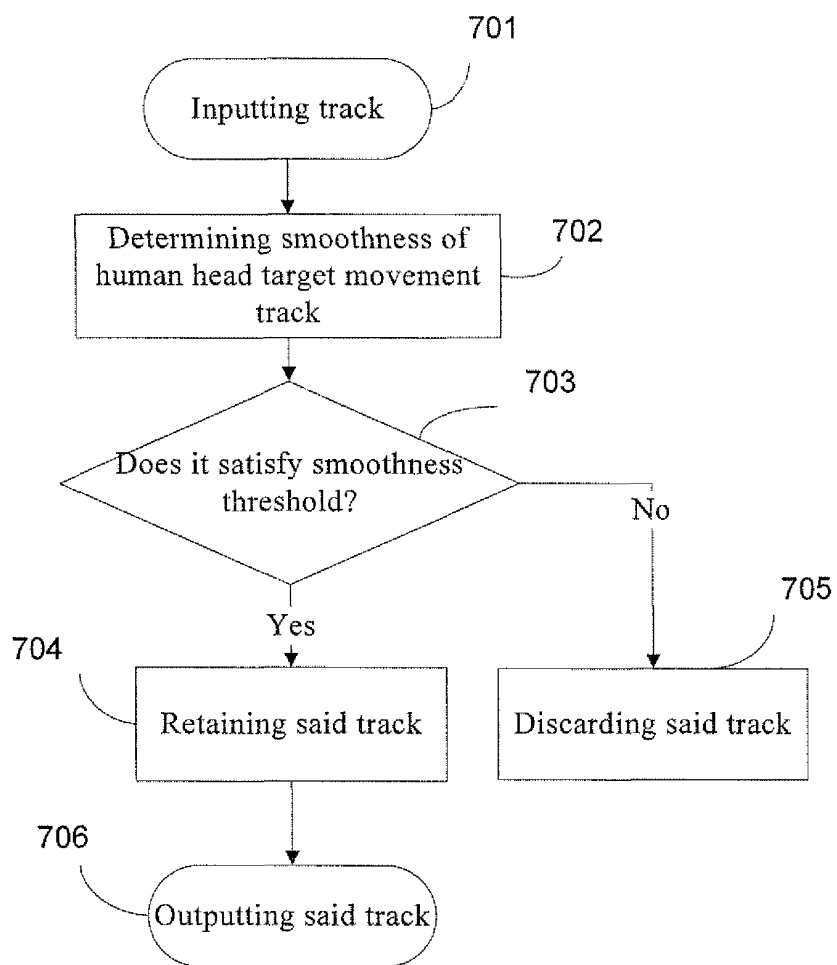 701
Inputting track
Determining smoothness of
human head target movement
track
702
703
Does it satisfy smoothness
threshold?
No
Yes
705
704
Retaining said track
Discarding said track
706
Outputting said track